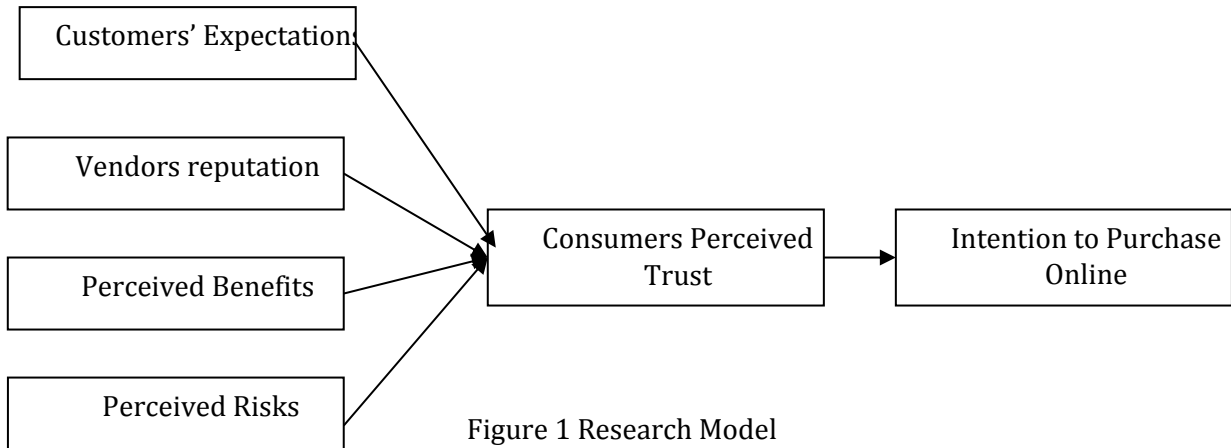 Customers’ Expectations
Vendors reputation
Perceived Benefits
Perceived Risks
Consumers Perceived
Trust
Intention to Purchase
Online
Figure 1 Research Model